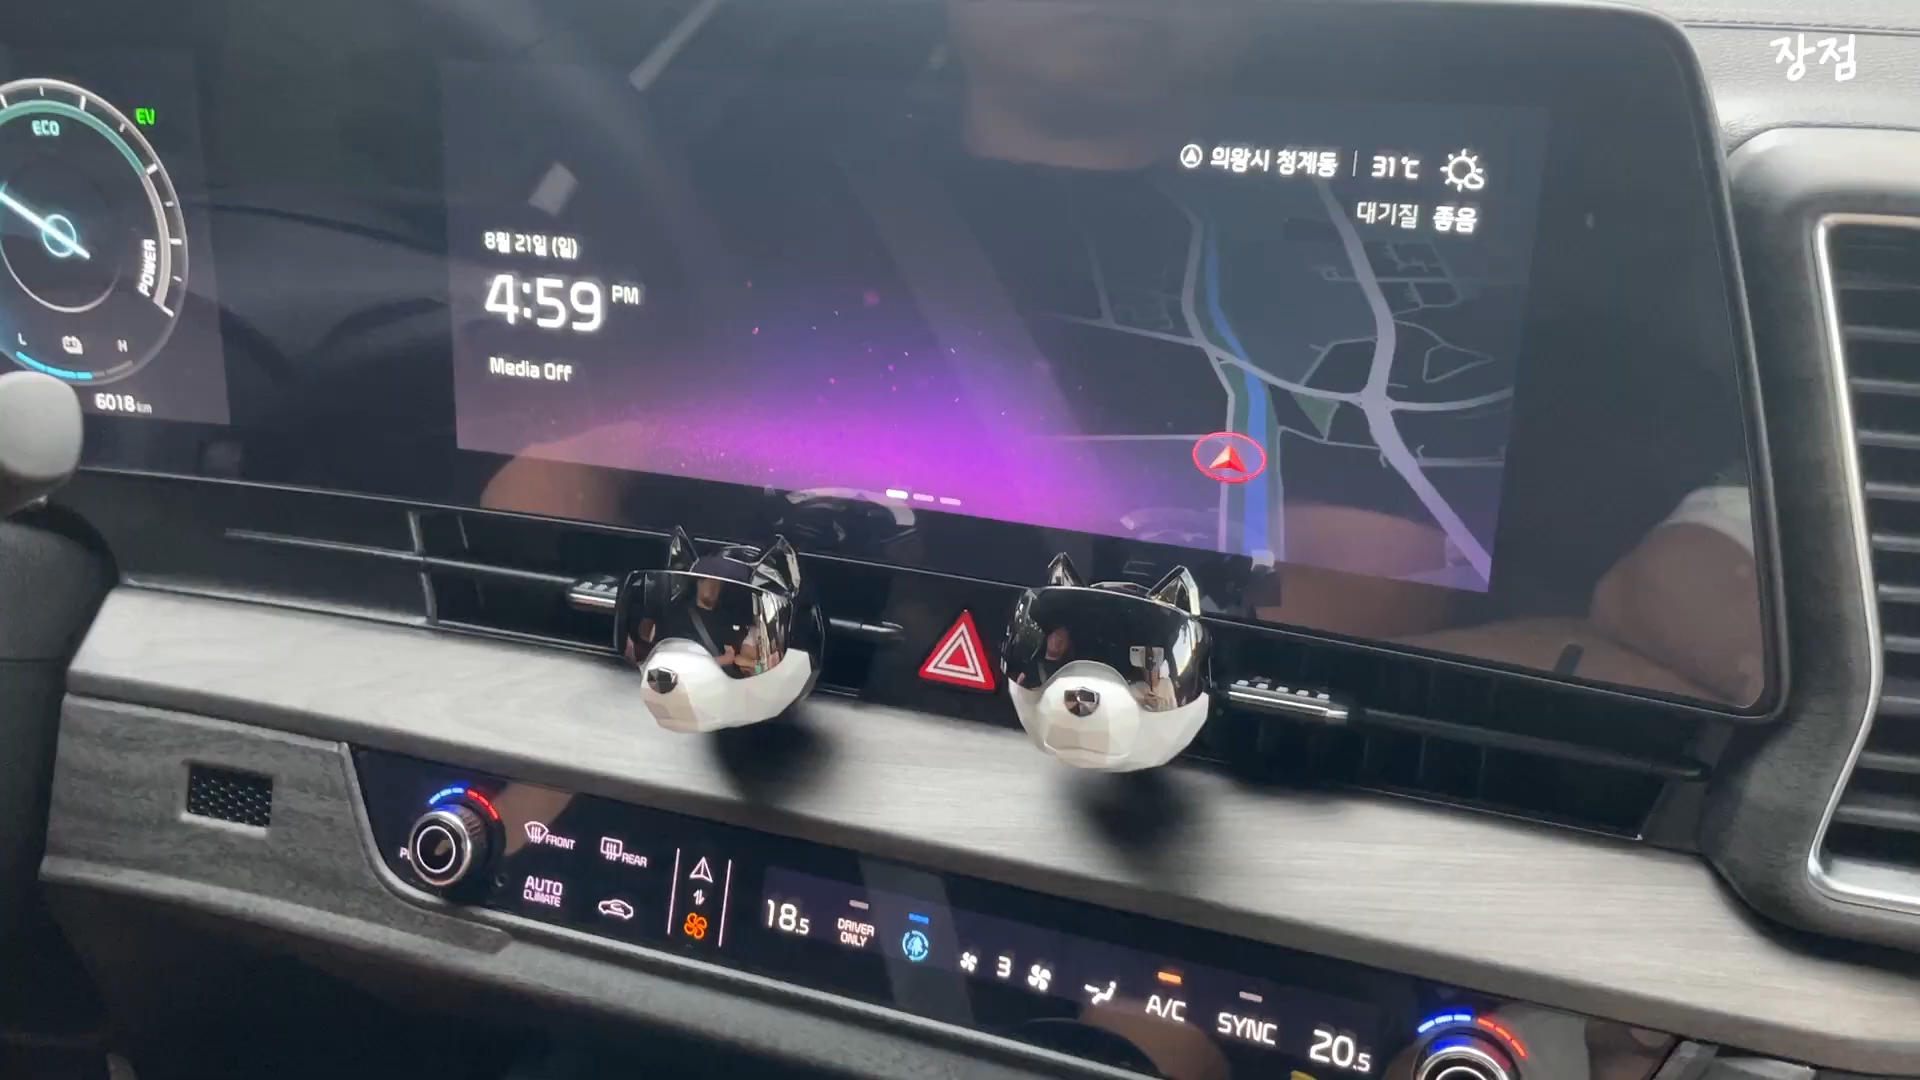 장점
EV
ECO
POWER
L H
6018 km
의왕시 청계동 31℃
대기질 좋음
8월 21일 (일)
4:59 PM
Media Off
FRONT
REAR
AUTO
CLIMATE
18.5
DRIVER
ONLY
3
A/C
SYNC
20.5